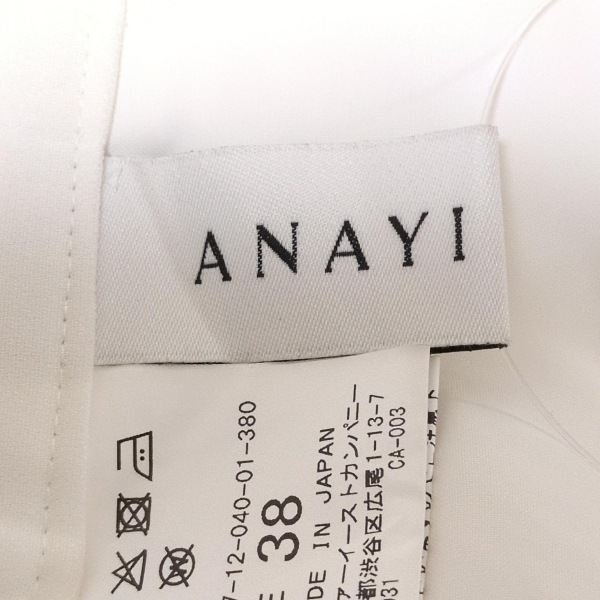 ANAYI
7-12-040-01-380
38
IN JAPAN
アーイーストカンパニー
都渋谷区広尾1-13-7
CA-003